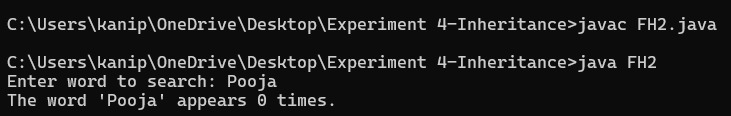 C:\Users\kanip\OneDrive\Desktop\Experiment 4-Inheritance>javac FH2.java
C:\Users\kanip\OneDrive\Desktop\Experiment 4-Inheritance>java FH2
Enter word to search: Pooja
The word 'Pooja' appears 0 times.